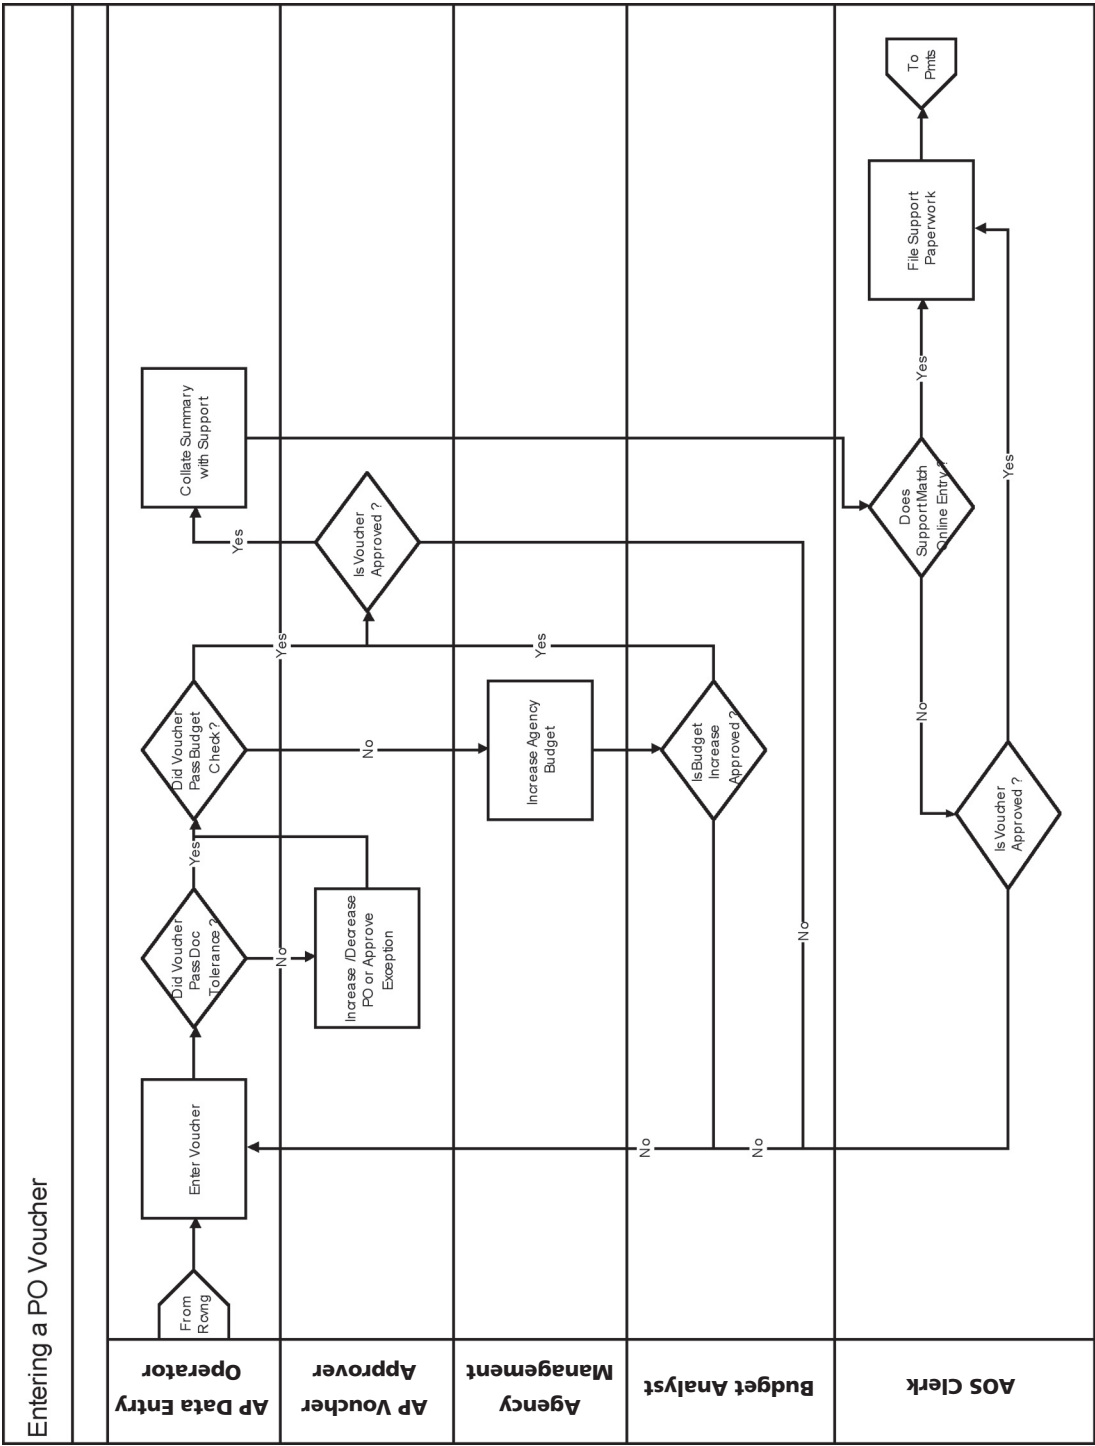 Entering a PO Voucher
AP Data Entry
Operator
From
Rcvng
Enter Voucher
Did Voucher
Pass Doc
Tolerance ?
Yes
No
Did Voucher
Pass Budget
Check ?
Yes
No
Collate Summary
with Support
Yes
AP Voucher
Approver
Increase /Decrease
PO or Approve
Exception
Is Voucher
Approved ?
Agency
Management
Increase Agency
Budget
Yes
Budget Analyst
No
No
Is Budget
Increase
Approved ?
No
AOS Clerk
Is Voucher
Approved ?
No
Does
Support Match
Online Entry ?
Yes
Yes
File Support
Paperwork
To
Pmts